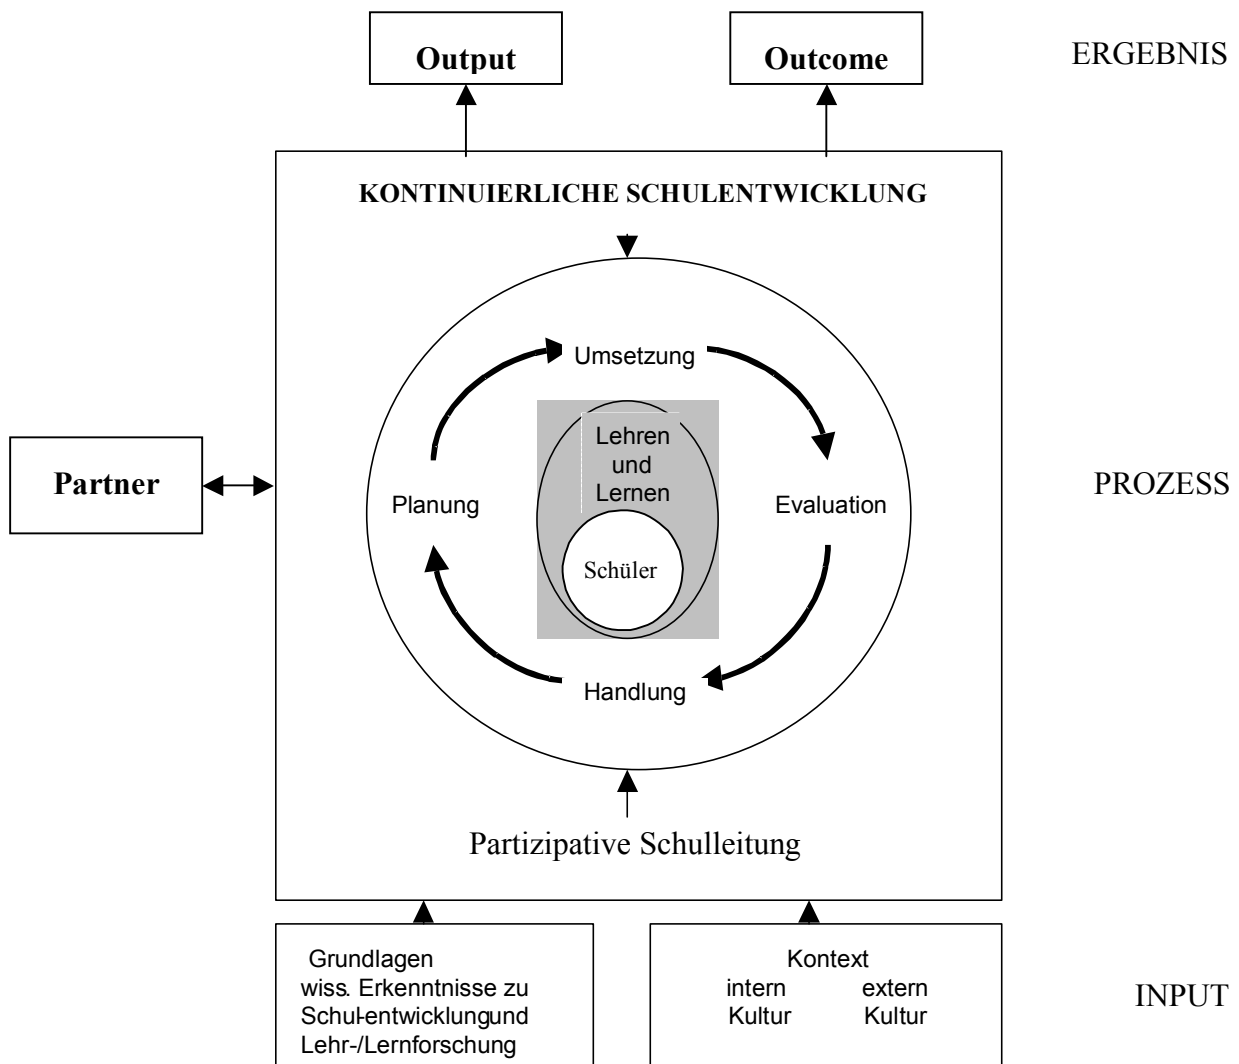 Output
Outcome
ERGEBNIS
KONTINUIERLICHE SCHULENTWICKLUNG
Umsetzung
Lehren
und
Lernen
Partner
PROZESS
Planung
Evaluation
Schüler
Handlung
Partizipative Schulleitung
Grundlagen
wiss. Erkenntnisse zu
Schul-entwicklungund
Lehr-/Lernforschung
Kontext
intern extern
Kultur Kultur
INPUT